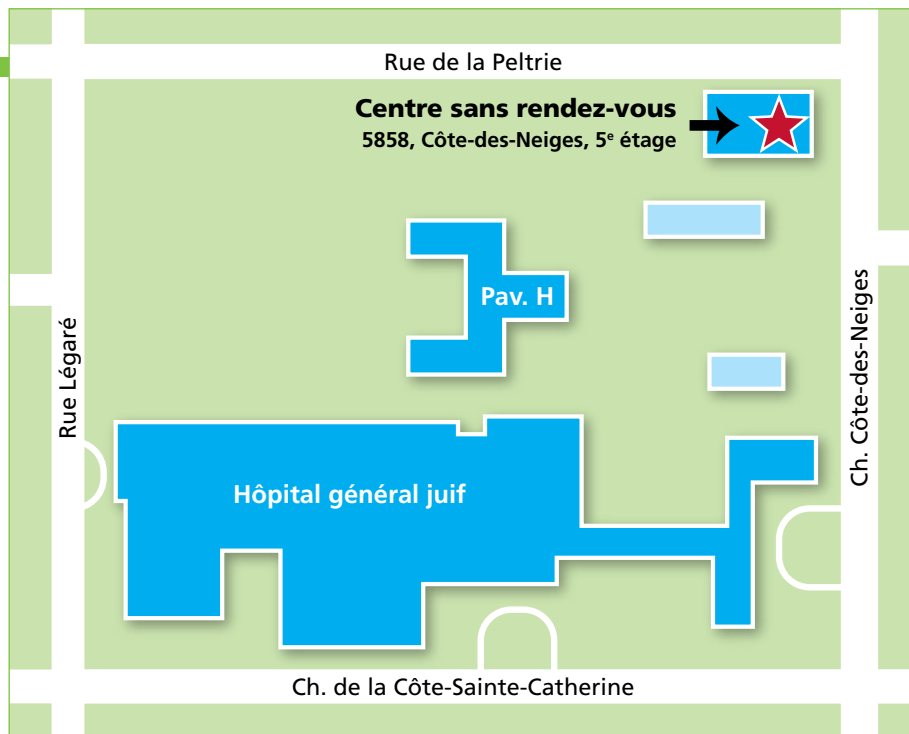 Rue de la Peltrie
Centre sans rendez-vous
5858, Côte-des-Neiges, 5e étage
Pav. H
Rue Légaré
Ch. Côte-des-Neiges
Hôpital général juif
Ch. de la Côte-Sainte-Catherine